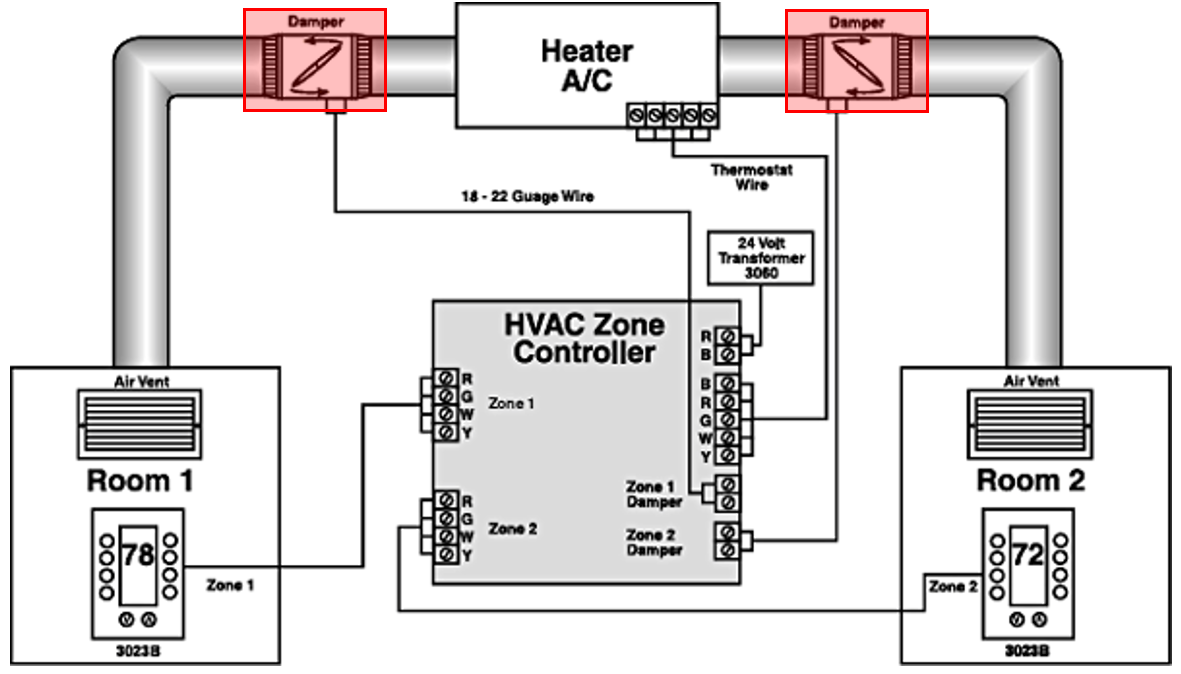 Damper
Damper
Heater
A/C
Thermostat
Wire
18 - 22 Guage Wire
24 Volt
Transformer
3060
HVAC Zone
Controller
R
B
B
R
G
W
Y
R
G
W
Y
Zone 1
R
G
W
Y
Zone 2
Zone 1
Damper
Zone 2
Damper
Air Vent
Room 1
78
Zone 1
3023B
Air Vent
Room 2
72
Zone 2
3023B